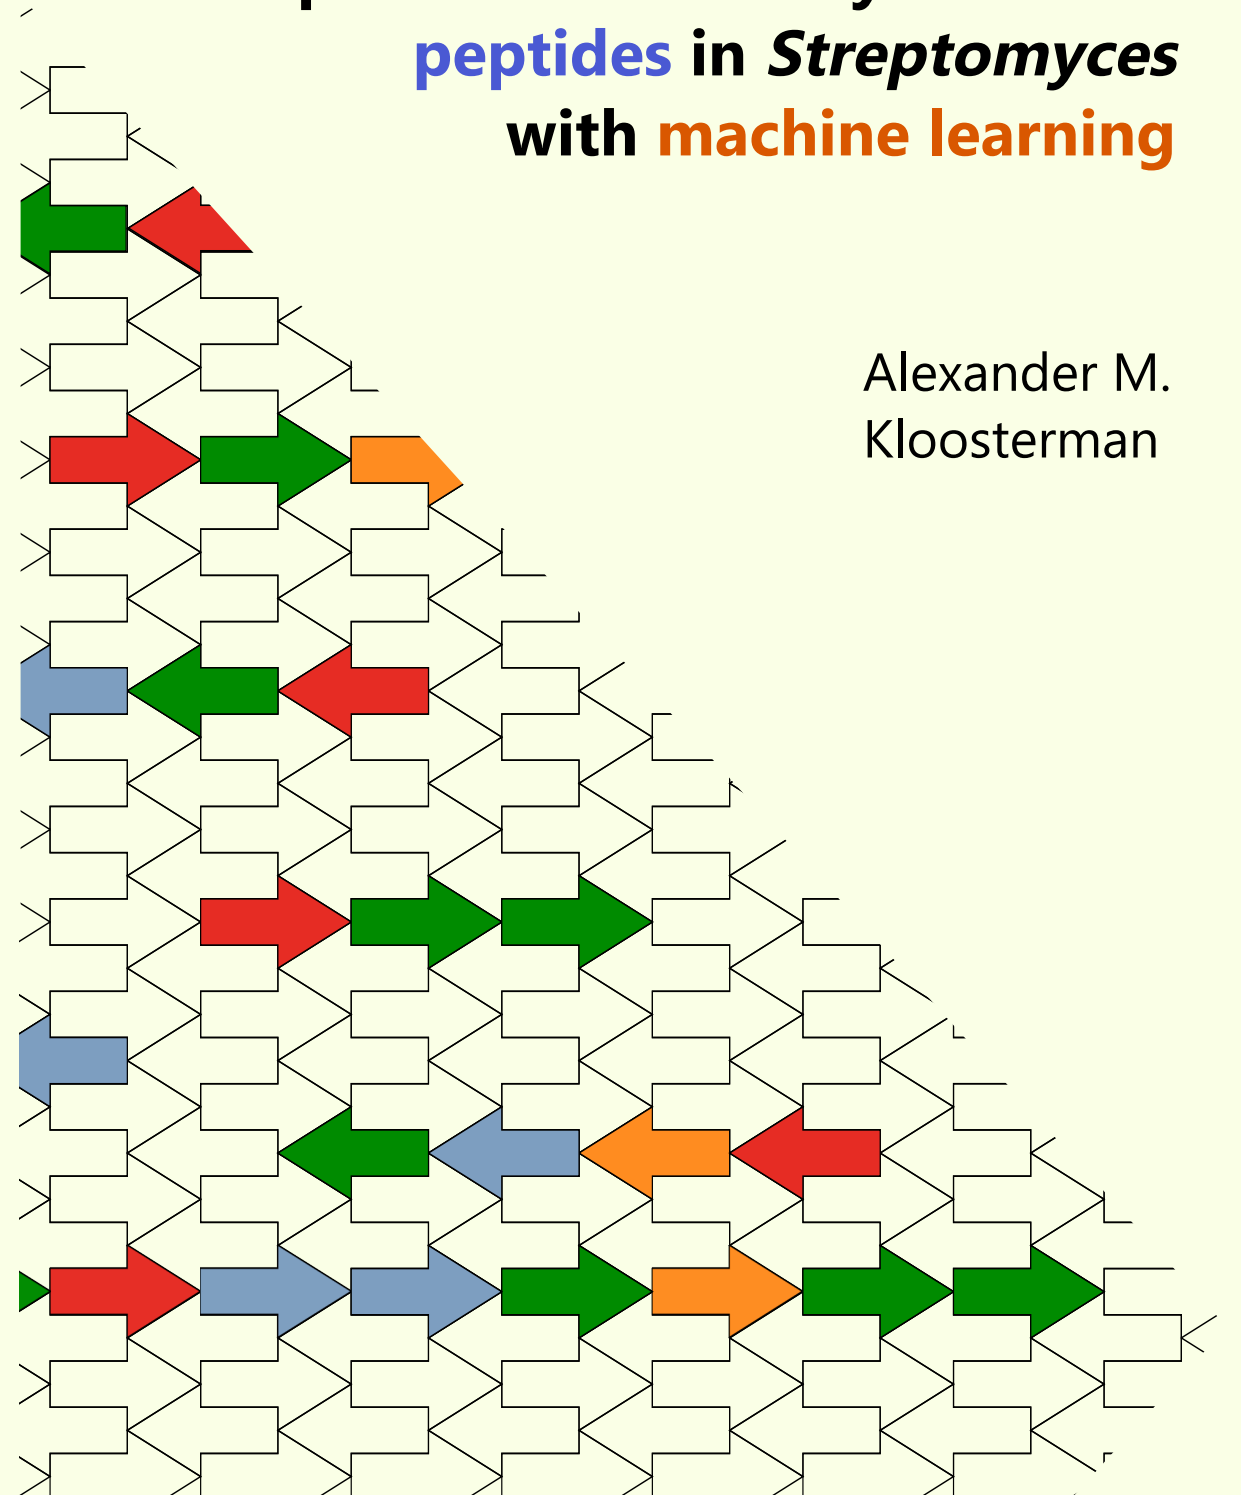 peptides in Streptomyces
with machine learning
Alexander M.
Kloosterman